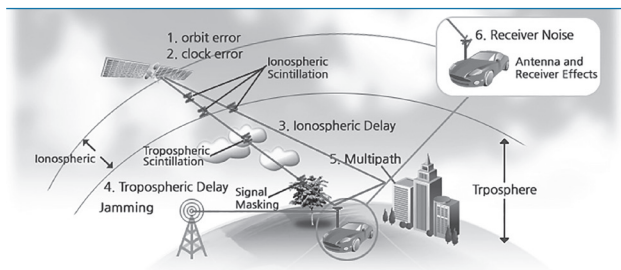 1. orbit error
2. clock error
Ionospheric
Scintillation
6. Receiver Noise
Antenna and
Receiver Effects
3. Ionospheric Delay
Ionospheric
Tropospheric
Scintillation
5. Multipath
4. Tropospheric Delay
Signal
Masking
Jamming
Trposphere